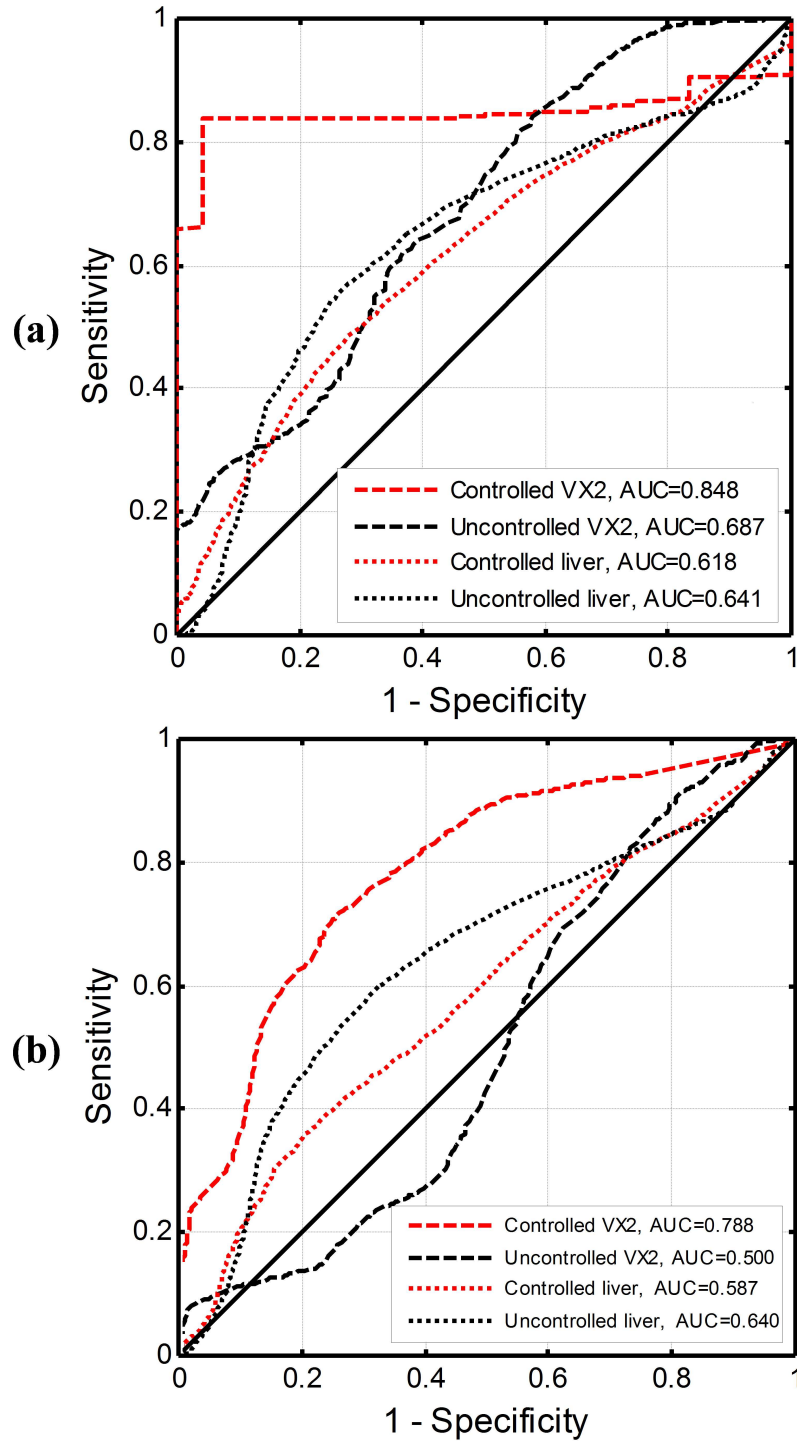 1
0.8
0.6
0.4
0.2
0
Sensitivity
(a)
Controlled VX2, AUC=0.848
Uncontrolled VX2, AUC=0.687
Controlled liver, AUC=0.618
Uncontrolled liver, AUC=0.641
0 0.2 0.4 0.6 0.8 1
1 - Specificity
1
0.8
0.6
0.4
0.2
0
Sensitivity
(b)
Controlled VX2, AUC=0.788
Uncontrolled VX2, AUC=0.500
Controlled liver, AUC=0.587
Uncontrolled liver, AUC=0.640
0 0.2 0.4 0.6 0.8 1
1 - Specificity